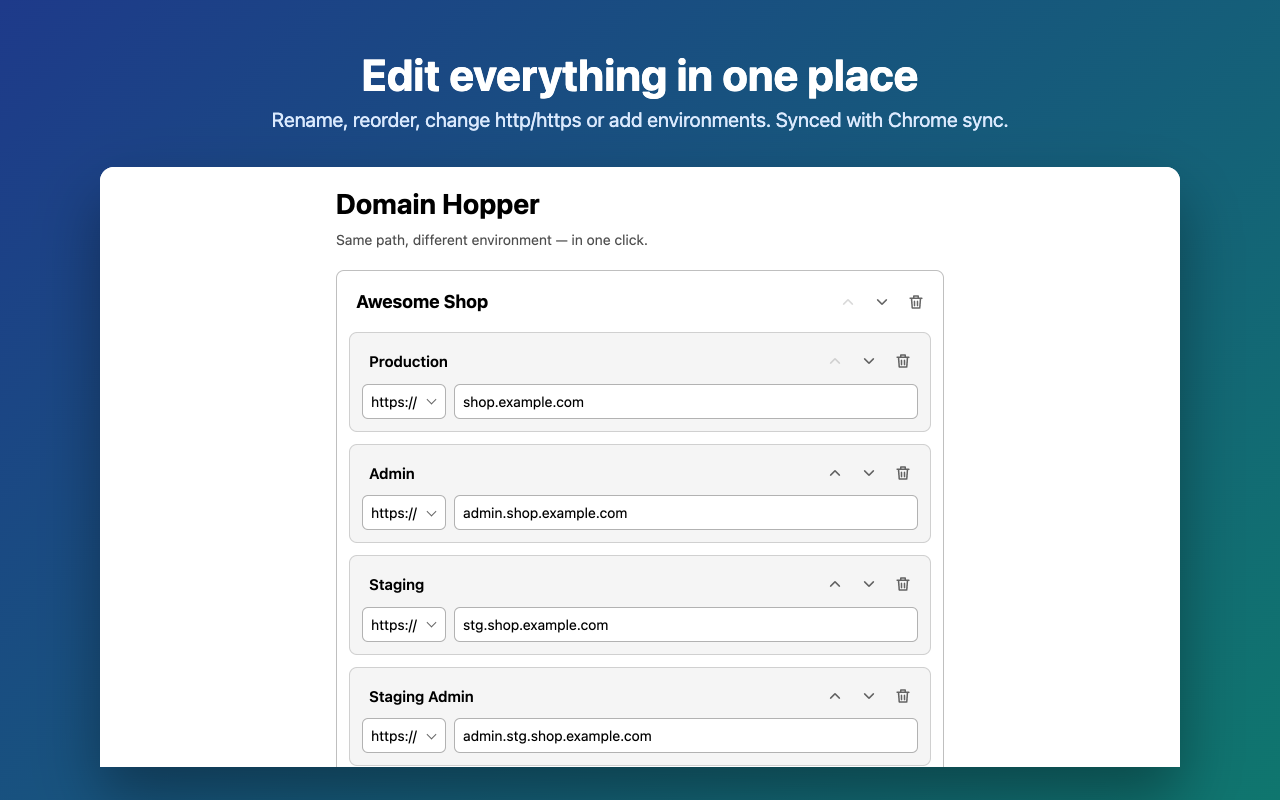 Edit everything in one place
Rename, reorder, change http/https or add environments. Synced with Chrome sync.
Domain Hopper
Same path, different environment — in one click.
Awesome Shop
Production
https:// shop.example.com
Admin
https:// admin.shop.example.com
Staging
https:// stg.shop.example.com
Staging Admin
https:// admin.stg.shop.example.com